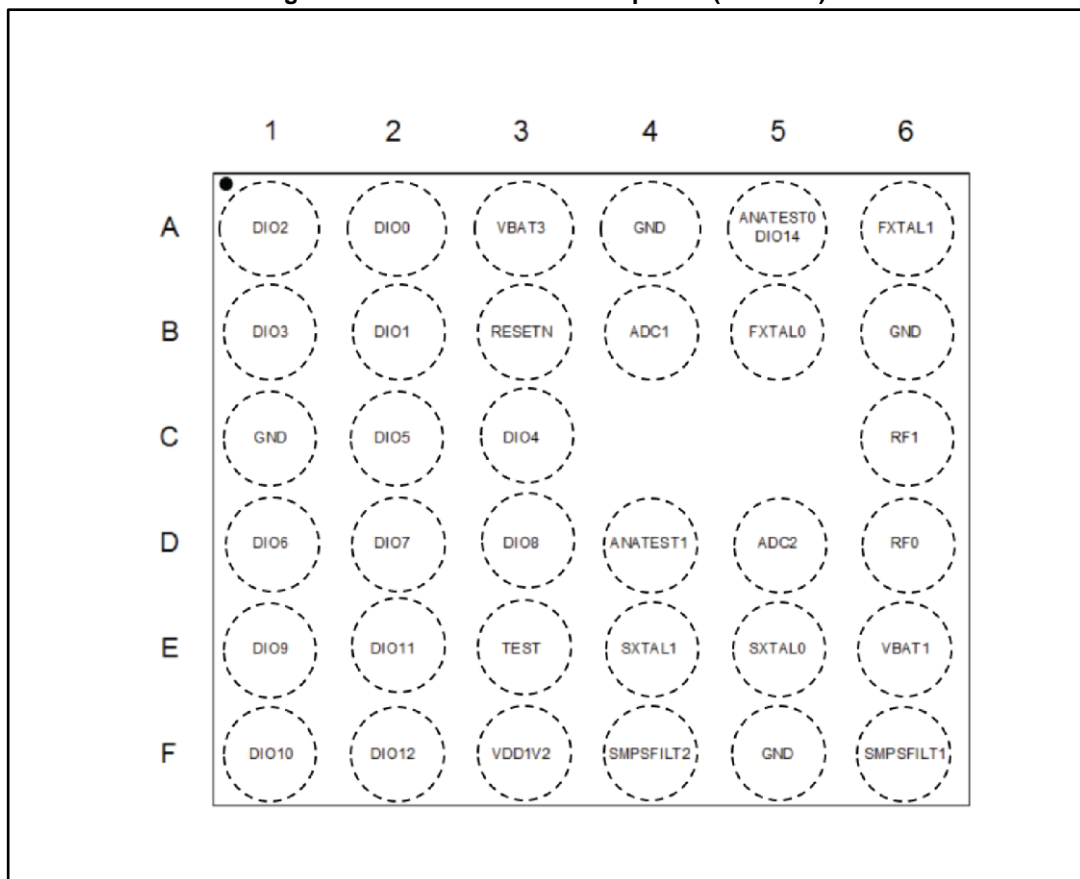 1 2 3 4 5 6
A DIO2 DIO0 VBAT3 GND ANATEST0 DIO14 FXTAL1
B DIO3 DIO1 RESETN ADC1 FXTAL0 GND
C GND DIO5 DIO4 RF1
D DIO6 DIO7 DIO8 ANATEST1 ADC2 RF0
E DIO9 DIO11 TEST SXTAL1 SXTAL0 VBAT1
F DIO10 DIO12 VDD1V2 SMPSFILT2 GND SMPSFILT1